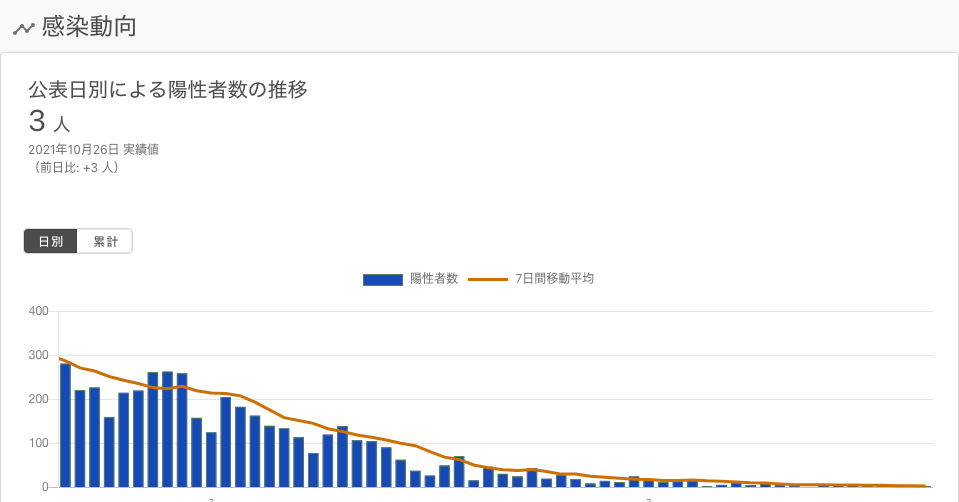 感染動向
公表日別による陽性者数の推移
3 人
2021年10月26日 実績値
（前日比: +3 人）
日別 累計
陽性者数 7日間移動平均
400
300
200
100
0